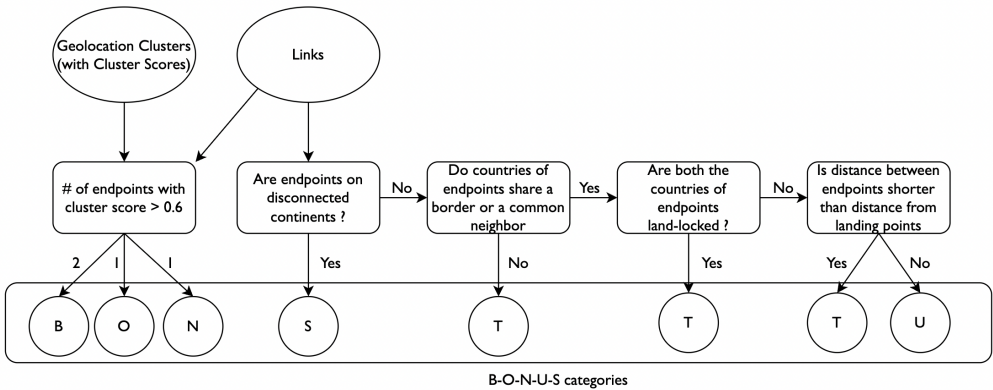 Geolocation Clusters
(with Cluster Scores)
Links
# of endpoints with
cluster score > 0.6
Are endpoints on
disconnected
continents ?
No
Do countries of
endpoints share a
border or a common
neighbor
Yes
Are both the
countries of
endpoints
land-locked ?
No
Is distance between
endpoints shorter
than distance from
landing points
2
1
1
Yes
No
Yes
Yes
No
B
O
N
S
T
T
T
U
B-O-N-U-S categories